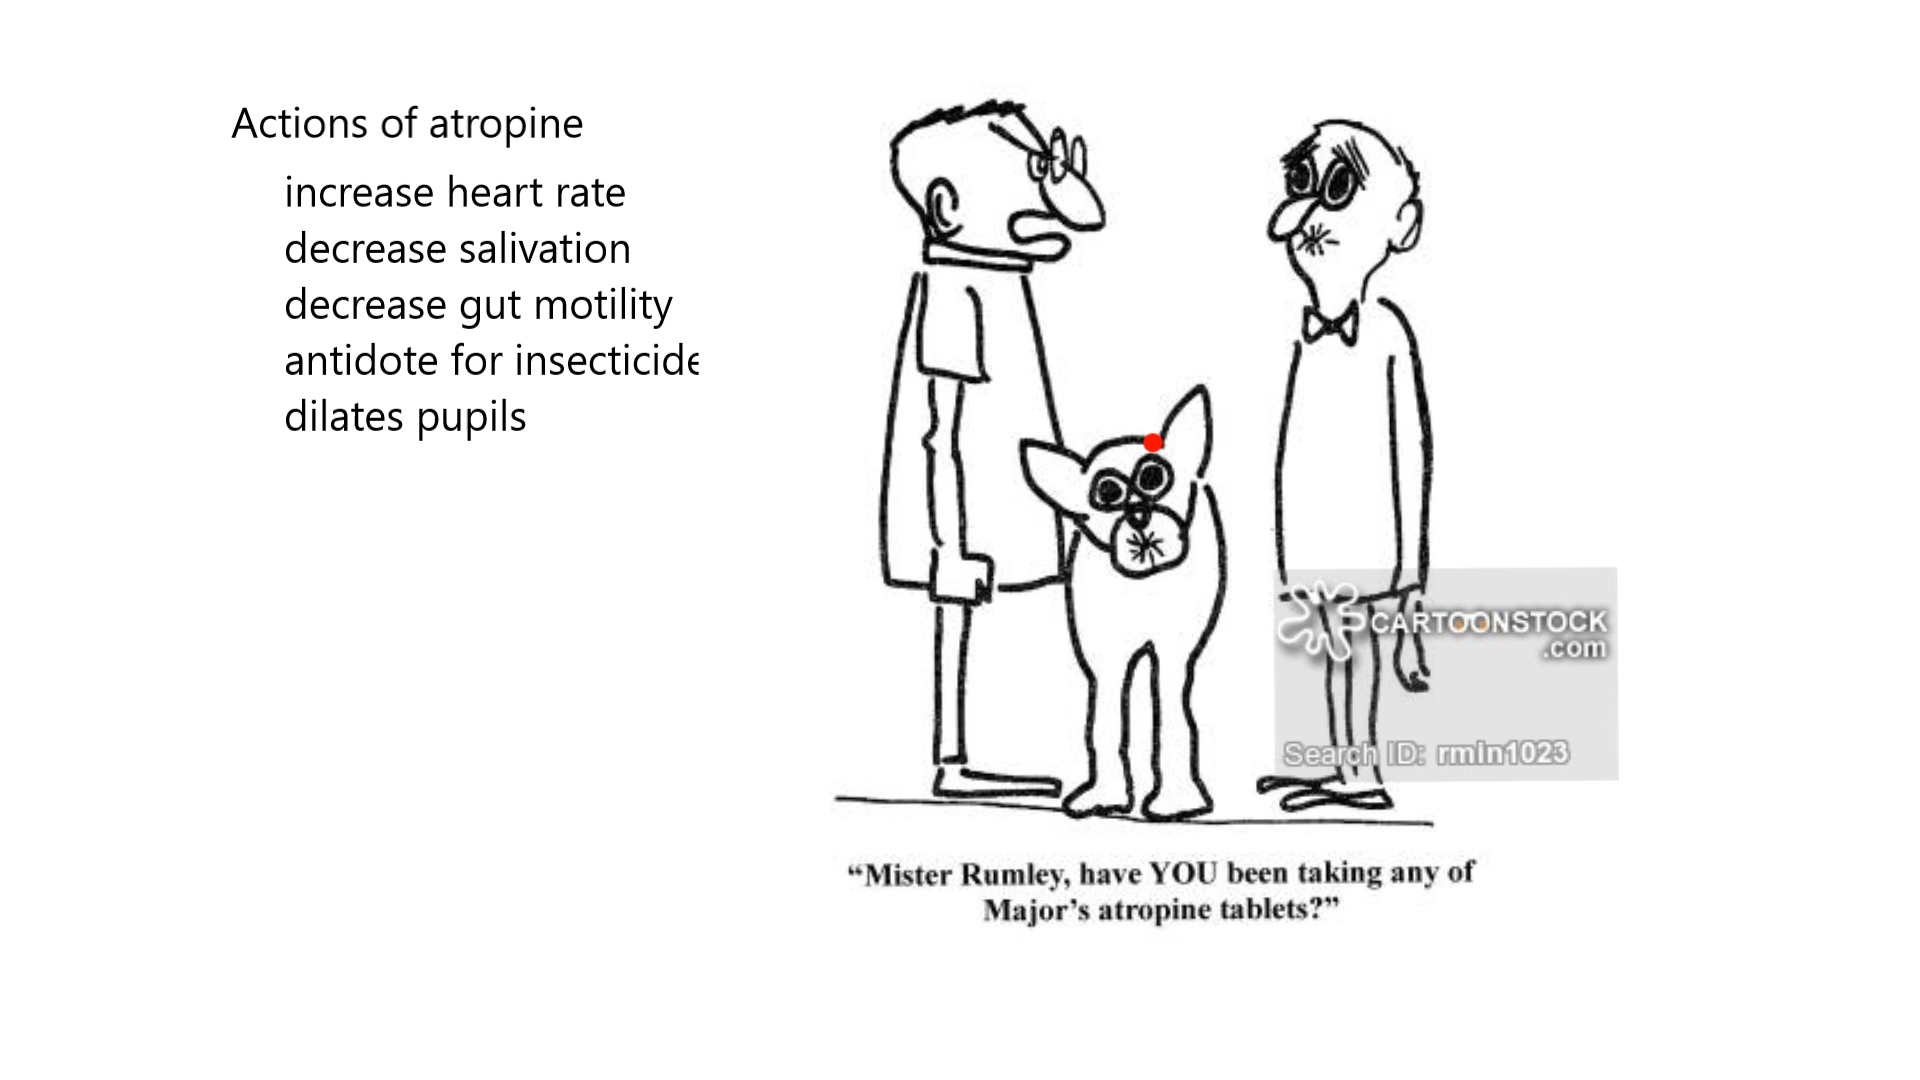 Actions of atropine
increase heart rate
decrease salivation
decrease gut motility
antidote for insecticide
dilates pupils
CARTOONSTOCK
.com
Search ID: rmln1023
“Mister Rumley, have YOU been taking any of
Major’s atropine tablets?”